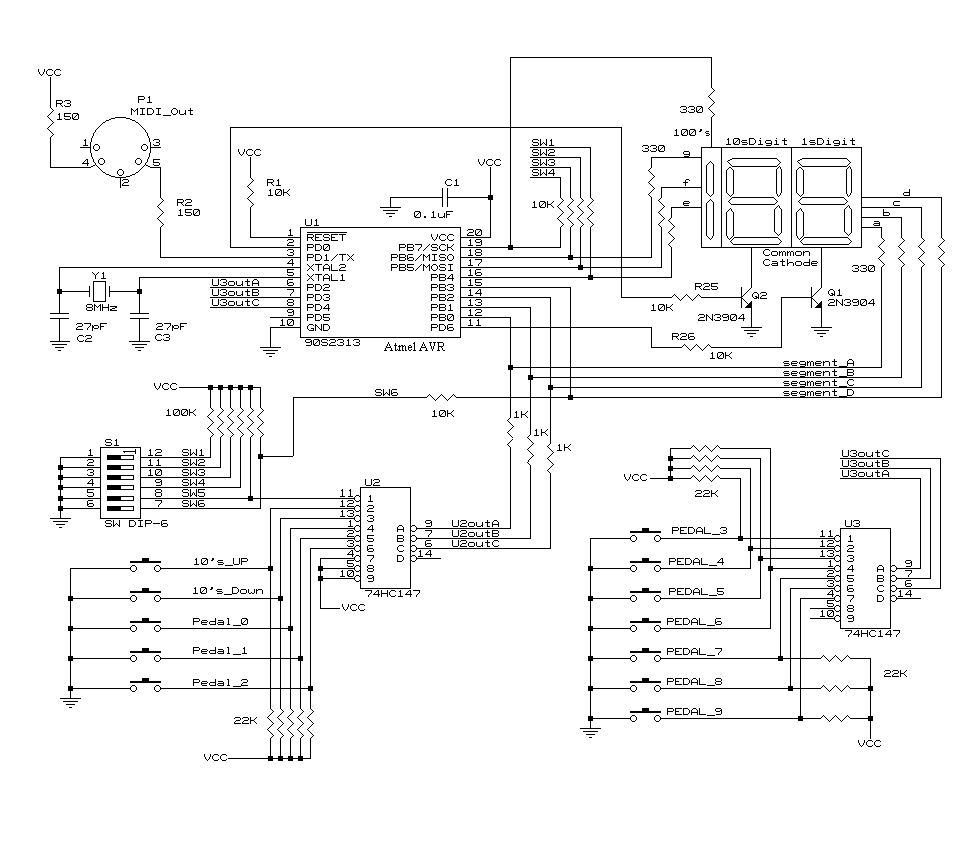 VCC
R3
150
P1
MIDI_Out
1
3
4
5
2
R2
150
VCC
R1
10K
VCC
C1
0.1uF
SW1
SW2
SW3
SW4
10K
330
330
100's
10sDigit
1sDigit
g
f
e
d
c
b
a
330
Common
Cathode
U1
1 RESET VCC 20
2 PD0 PB7/SCK 19
3 PD1/TX PB6/MISO 18
4 XTAL2 PB5/MOSI 17
5 XTAL1 PB4 16
6 PD2 PB3 15
7 PD3 PB2 14
8 PD4 PB1 13
9 PD5 PB0 12
10 GND PD6 11
90S2313
Atmel AVR
U3outA
U3outB
U3outC
Y1
8MHz
27pF
C2
27pF
C3
R25
10K
Q2
2N3904
Q1
2N3904
R26
10K
segment_A
segment_B
segment_C
segment_D
VCC
100K
SW6
10K
1K
1K
1K
S1
1 12 SW1
2 11 SW2
3 10 SW3
4 9 SW4
5 8 SW5
6 7 SW6
SW DIP-6
U2
11 1
12 2
13 3
1 4 A 9 U2outA
2 5 B 7 U2outB
3 6 C 6 U2outC
4 7 D 14
5 8
10 9
74HC147
VCC
10's_UP
10's_Down
Pedal_0
Pedal_1
Pedal_2
22K
VCC
VCC
22K
U3outC
U3outB
U3outA
U3
11 1
12 2
13 3
1 4 A 9
2 5 B 7
3 6 C 6
4 7 D 14
5 8
10 9
74HC147
PEDAL_3
PEDAL_4
PEDAL_5
PEDAL_6
PEDAL_7
PEDAL_8
PEDAL_9
22K
VCC